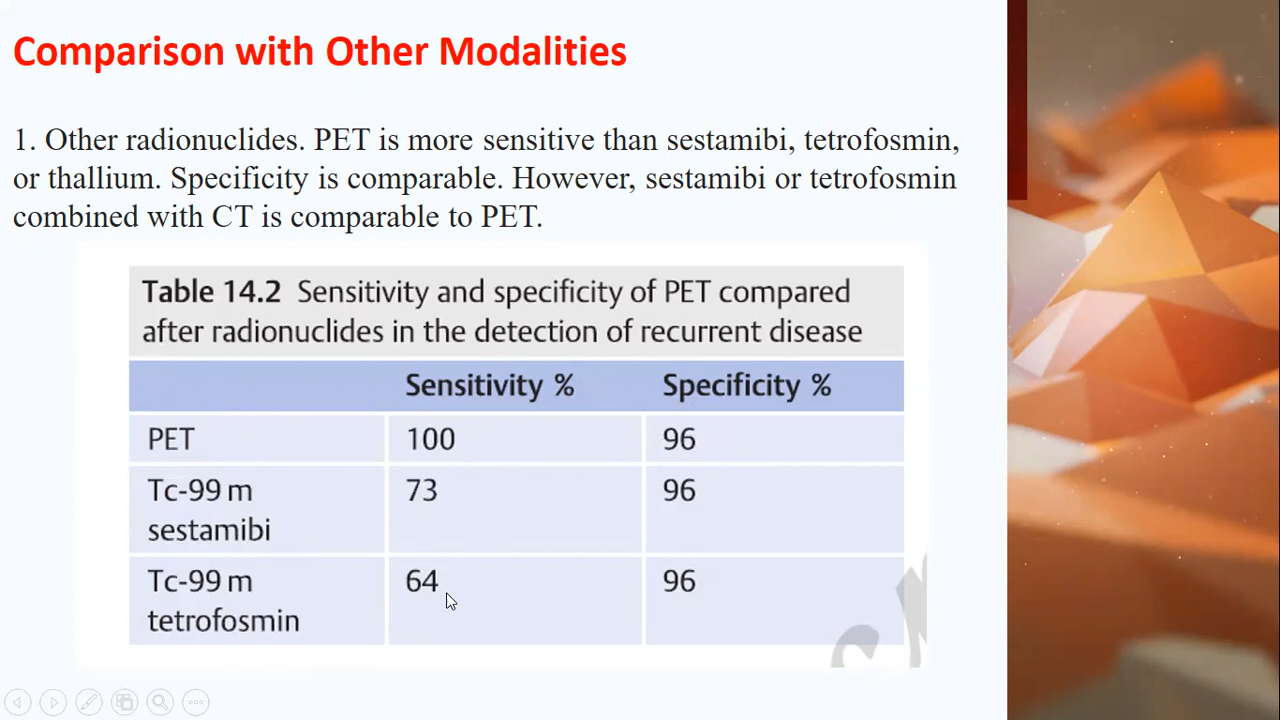 Comparison with Other Modalities
1. Other radionuclides. PET is more sensitive than sestamibi, tetrofosmin,
or thallium. Specificity is comparable. However, sestamibi or tetrofosmin
combined with CT is comparable to PET.
Table 14.2 Sensitivity and specificity of PET compared
after radionuclides in the detection of recurrent disease
Sensitivity % Specificity %
PET 100 96
Tc-99 m 73 96
sestamibi
Tc-99 m 64 96
tetrofosmin